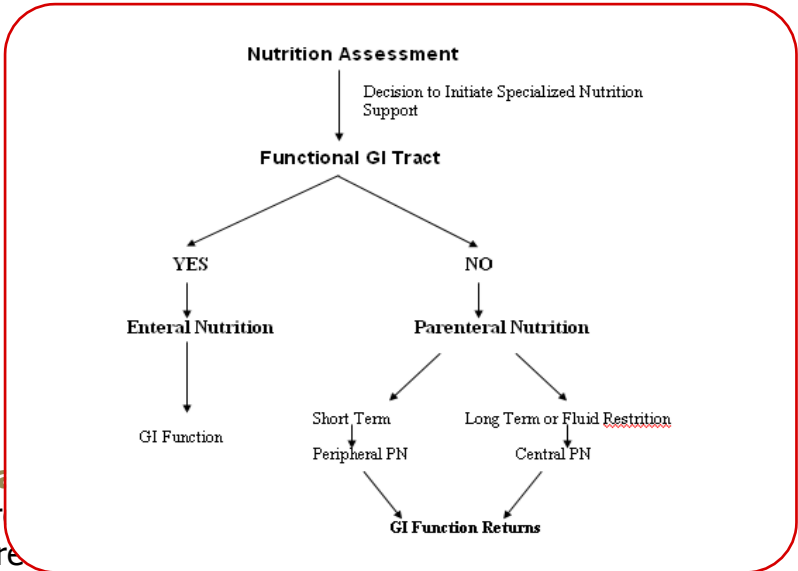 Nutrition Assessment
Decision to Initiate Specialized Nutrition
Support
Functional GI Tract
YES
NO
Enteral Nutrition
Parenteral Nutrition
Short Term
Long Term or Fluid Restrition
GI Function
Peripheral PN
Central PN
GI Function Returns